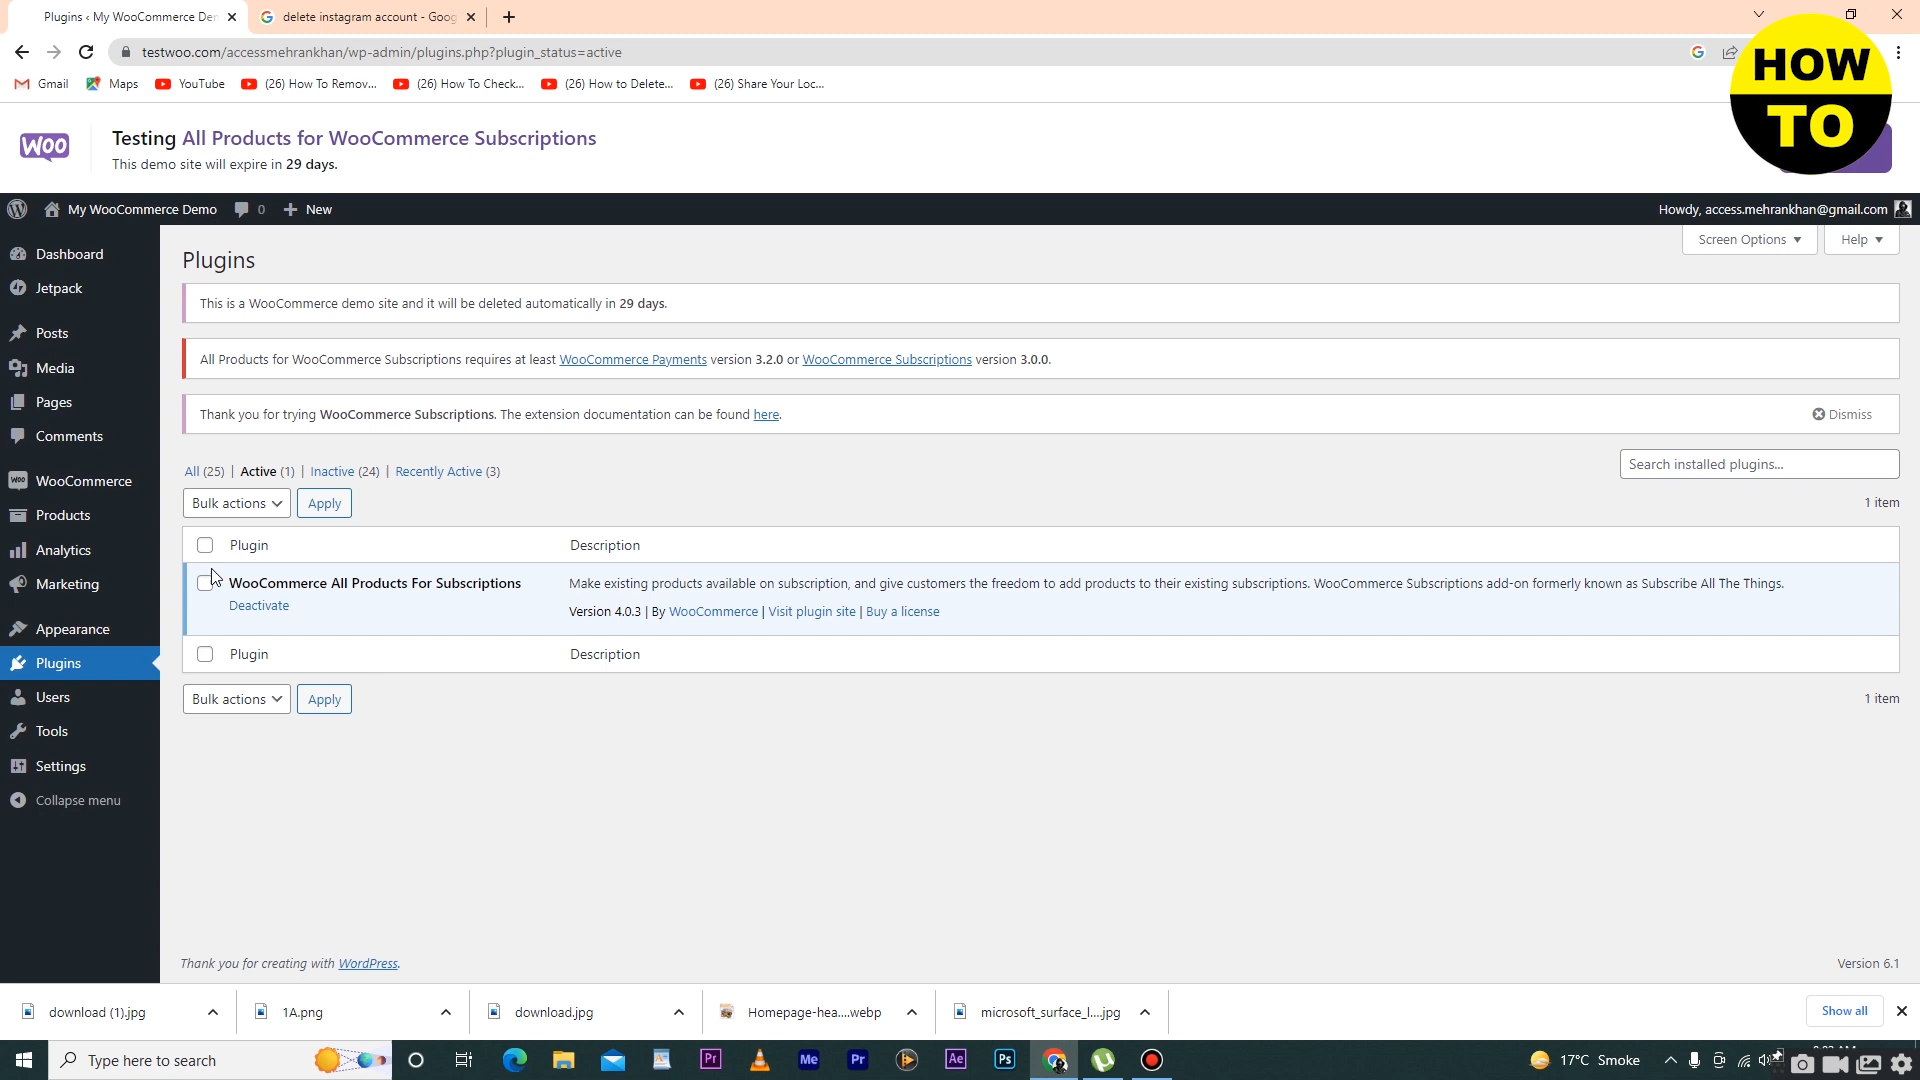 Plugins ‹ My WooCommerce De
delete instagram account - Goog
testwoo.com/accessmehrankhan/wp-admin/plugins.php?plugin_status=active
Gmail
Maps
YouTube
(26) How To Remov...
(26) How To Check...
(26) How to Delete...
(26) Share Your Loc...
HOW
TO
WOO
Testing All Products for WooCommerce Subscriptions
This demo site will expire in 29 days.
My WooCommerce Demo
0
New
Howdy, access.mehrankhan@gmail.com
Dashboard
Jetpack
Posts
Media
Pages
Comments
WooCommerce
Products
Analytics
Marketing
Appearance
Plugins
Users
Tools
Settings
Collapse menu
Screen Options
Help
Plugins
This is a WooCommerce demo site and it will be deleted automatically in 29 days.
All Products for WooCommerce Subscriptions requires at least WooCommerce Payments version 3.2.0 or WooCommerce Subscriptions version 3.0.0.
Thank you for trying WooCommerce Subscriptions. The extension documentation can be found here.
Dismiss
All (25) | Active (1) | Inactive (24) | Recently Active (3)
Search installed plugins...
Bulk actions
Apply
1 item
Plugin
Description
WooCommerce All Products For Subscriptions
Make existing products available on subscription, and give customers the freedom to add products to their existing subscriptions. WooCommerce Subscriptions add-on formerly known as Subscribe All The Things.
Deactivate
Version 4.0.3 | By WooCommerce | Visit plugin site | Buy a license
Plugin
Description
Bulk actions
Apply
1 item
Thank you for creating with WordPress.
Version 6.1
download (1).jpg
1A.png
download.jpg
Homepage-hea....webp
microsoft_surface_l....jpg
Show all
Type here to search
Pr
Me
Pr
Ae
Ps
17°C Smoke